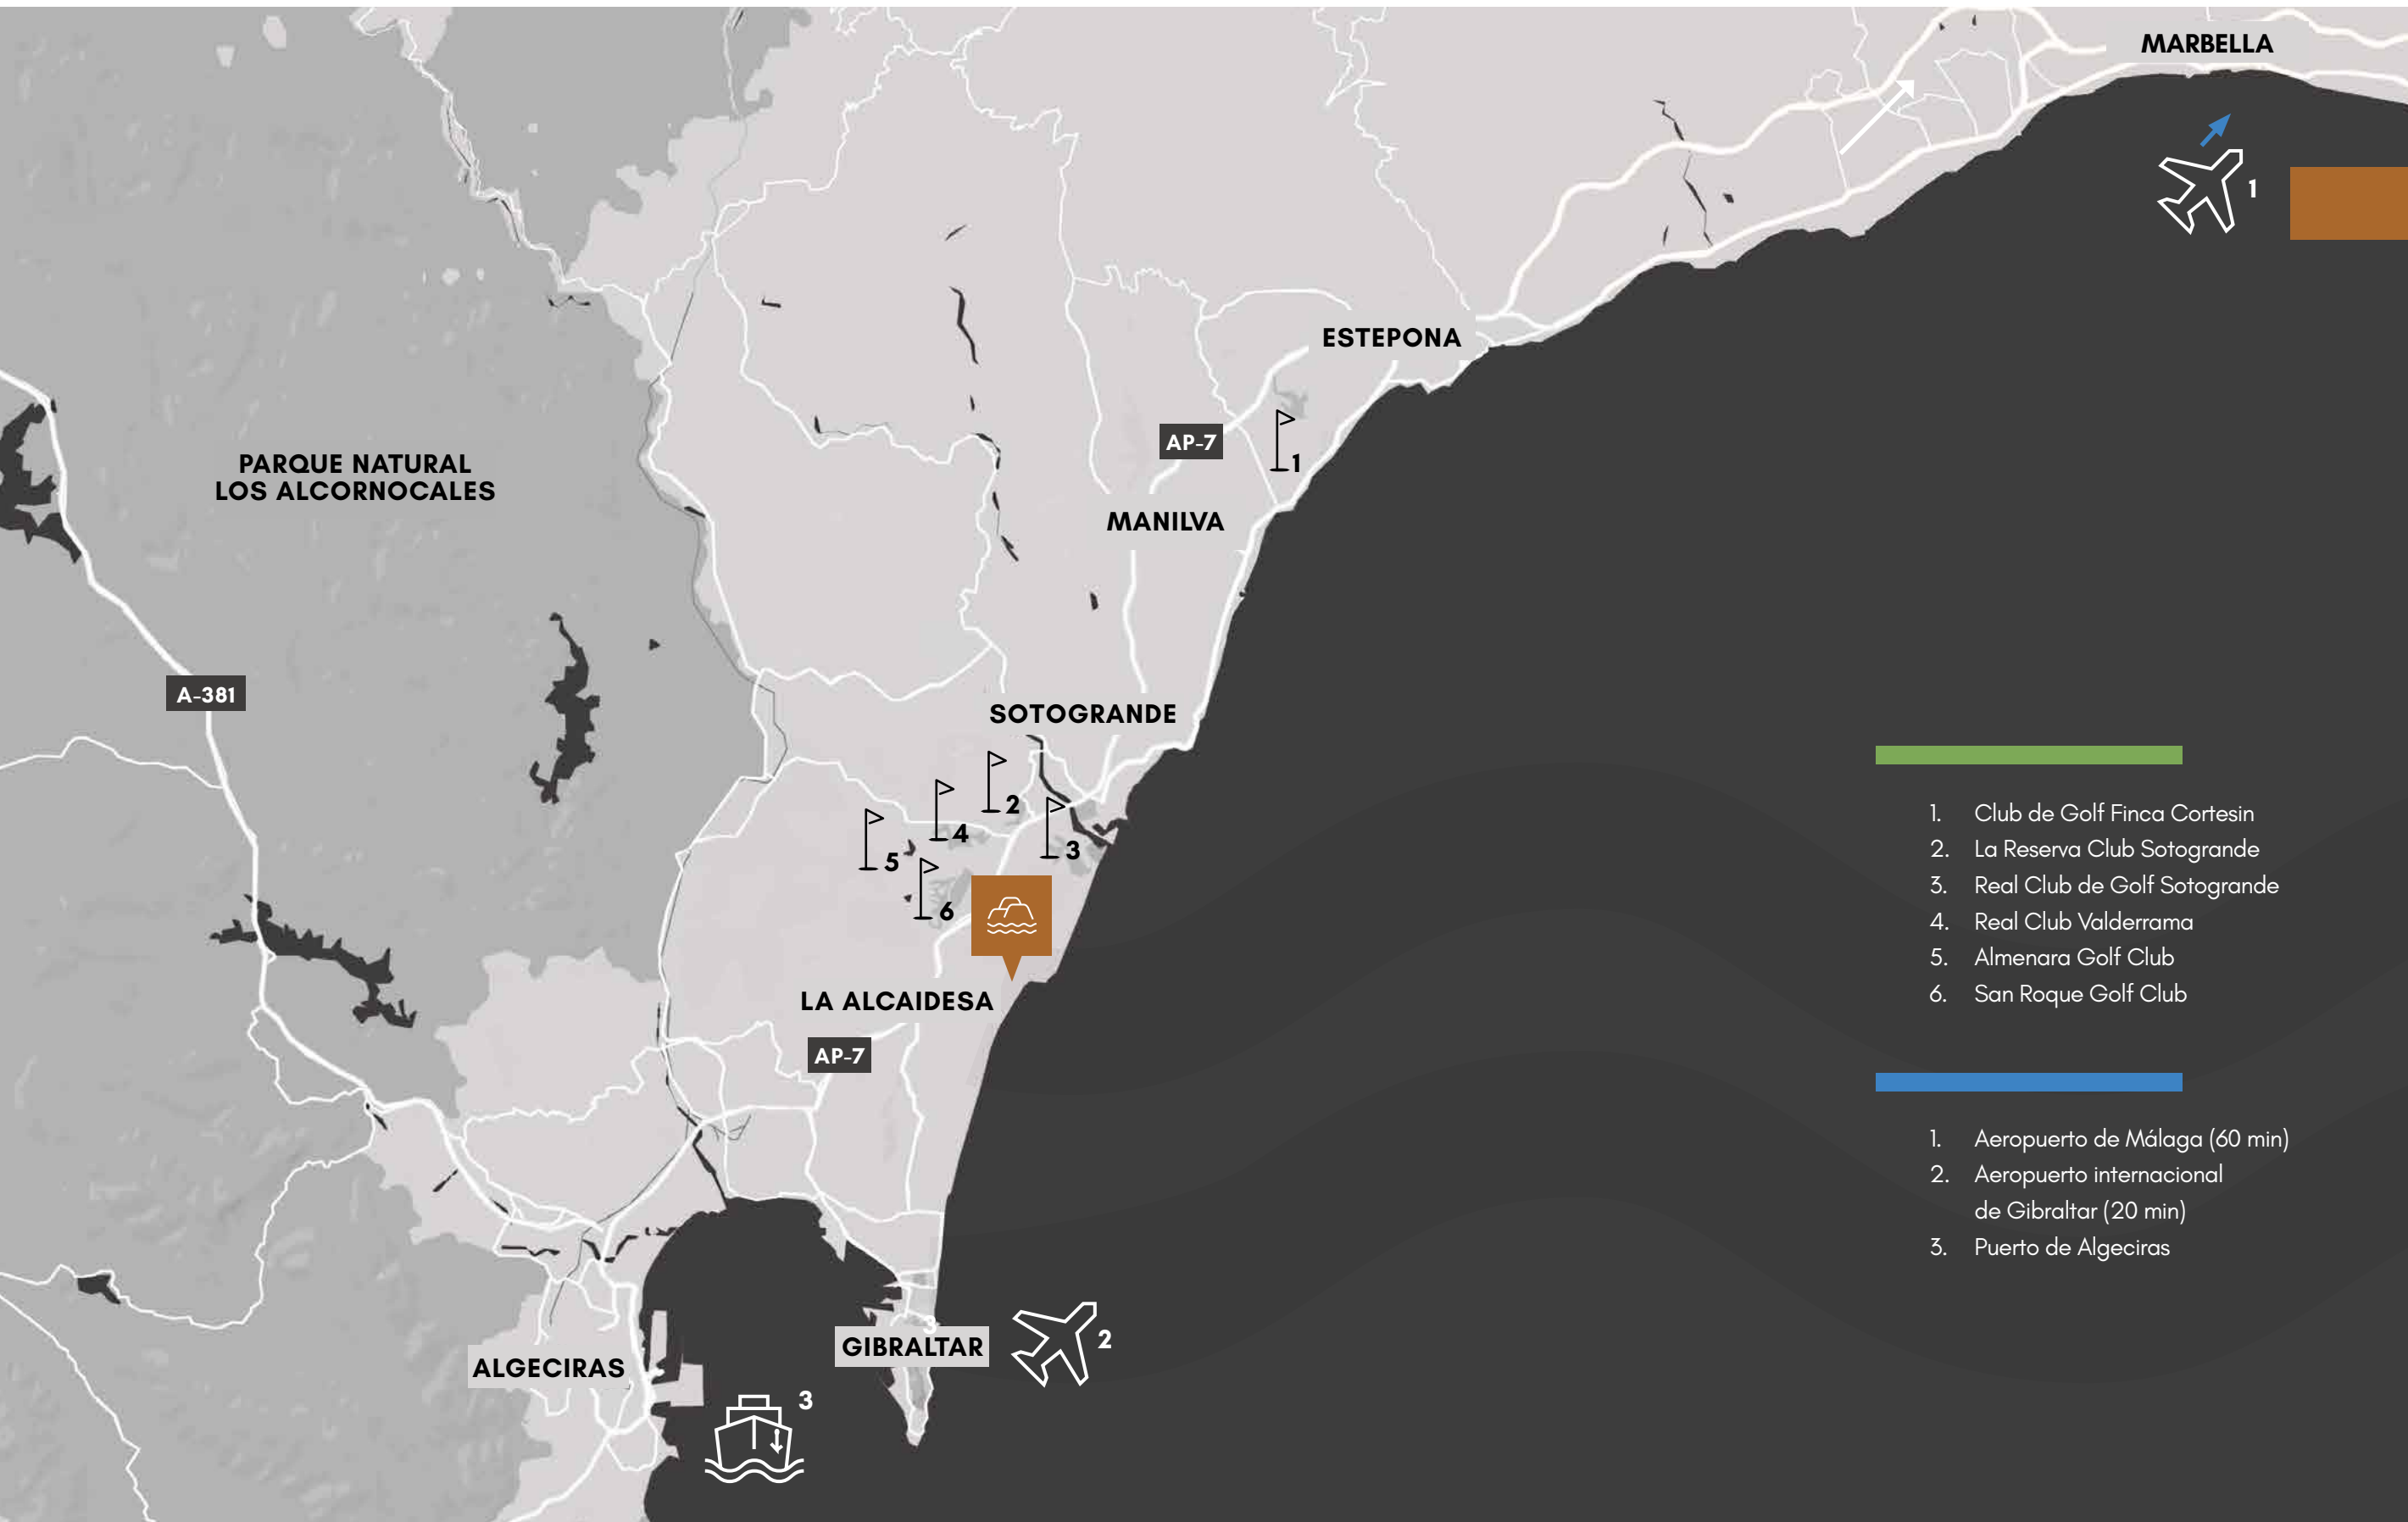 MARBELLA
1
ESTEPONA
AP-7
1
PARQUE NATURAL
LOS ALCORNOCALES
MANILVA
A-381
SOTOGRANDE
2
4
3
5
6
LA ALCAIDESA
AP-7
GIBRALTAR
2
ALGECIRAS
3
3
1. Club de Golf Finca Cortesin
2. La Reserva Club Sotogrande
3. Real Club de Golf Sotogrande
4. Real Club Valderrama
5. Almenara Golf Club
6. San Roque Golf Club
1. Aeropuerto de Málaga (60 min)
2. Aeropuerto internacional
de Gibraltar (20 min)
3. Puerto de Algeciras